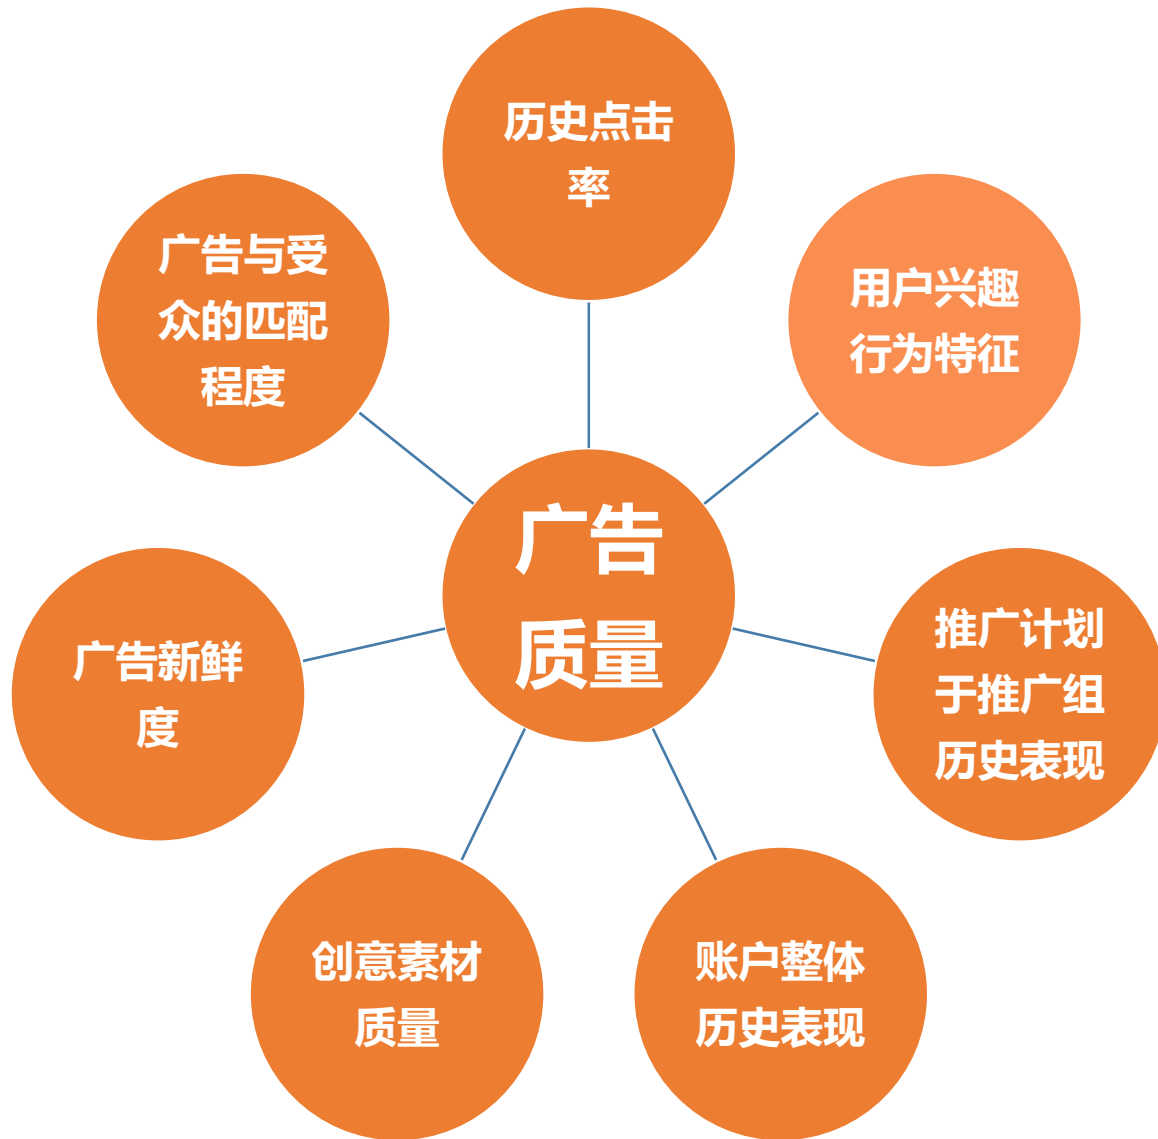 历史点击
率
用户兴趣
行为特征
推广计划
于推广组
历史表现
账户整体
历史表现
创意素材
质量
广告新鲜
度
广告与受
众的匹配
程度
广告
质量